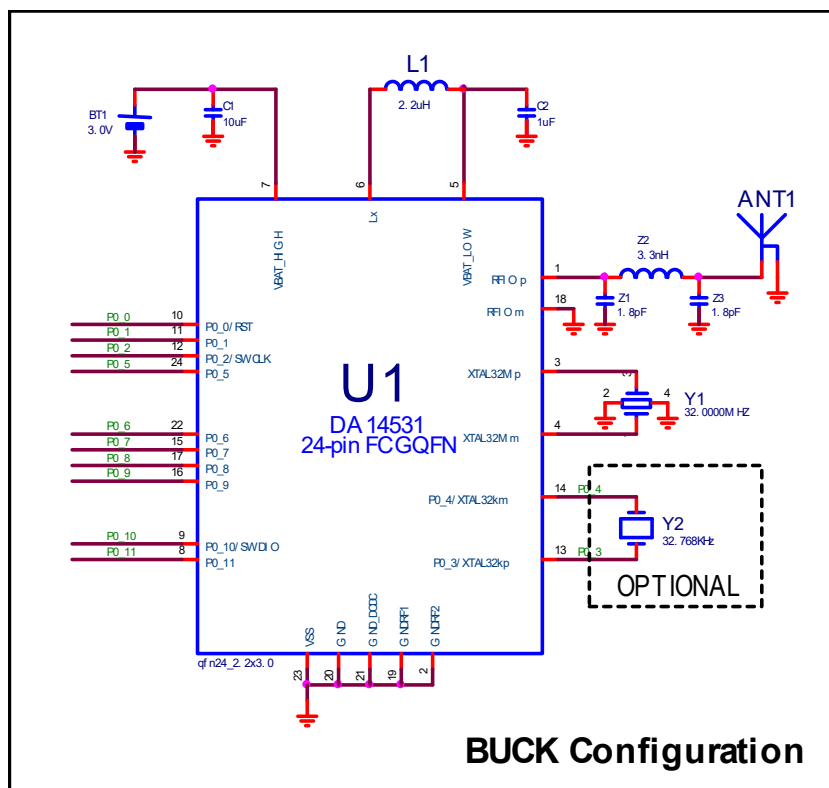 L1
2.2uH
BT1
3.0V
C1
10uF
C2
1uF
7
6
5
VBAT_HIGH
Lx
VBAT_LOW
ANT1
Z2
3.3nH
Z1
1.8pF
Z3
1.8pF
1
RFIOp
18
RFIOm
P0_0
10
P0_0/RST
P0_1
11
P0_1
P0_2
12
P0_2/SWCLK
P0_5
24
P0_5
U1
DA14531
24-pin FCGQFN
3
XTAL32Mp
3
2
4
Y1
32.0000MHZ
4
XTAL32Mm
P0_6
22
P0_6
P0_7
15
P0_7
P0_8
17
P0_8
P0_9
16
P0_9
14
P0_4
P0_4/XTAL32km
Y2
32.768KHz
13
P0_3
P0_3/XTAL32kp
OPTIONAL
P0_10
9
P0_10/SWDIO
P0_11
8
P0_11
VSS
GND
GND_DCDC
GNDRF1
GNDRF2
qfn24_2.2x3.0
23
20
21
19
2
BUCK Configuration